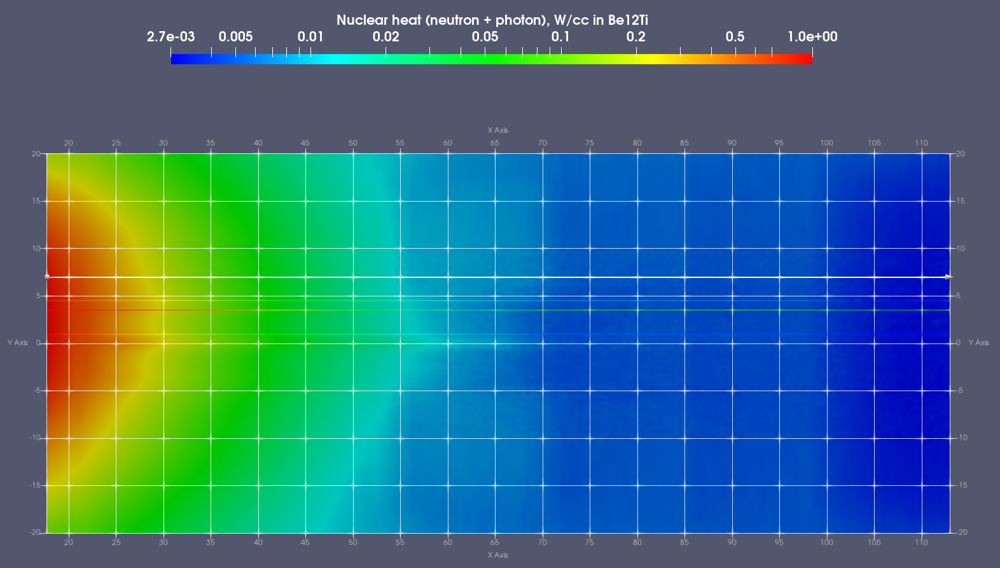 Nuclear heat (neutron + photon), W/cc in Be12Ti
2.7e-03 0.005 0.01 0.02 0.05 0.1 0.2 0.5 1.0e+00
X Axis
20 25 30 35 40 45 50 55 60 65 70 75 80 85 90 95 100 105 110
20 20
15 15
10 10
5 5
Y Axis 0 0 Y Axis
-5 -5
-10 -10
-15 -15
-20 -20
20 25 30 35 40 45 50 55 60 65 70 75 80 85 90 95 100 105 110
X Axis